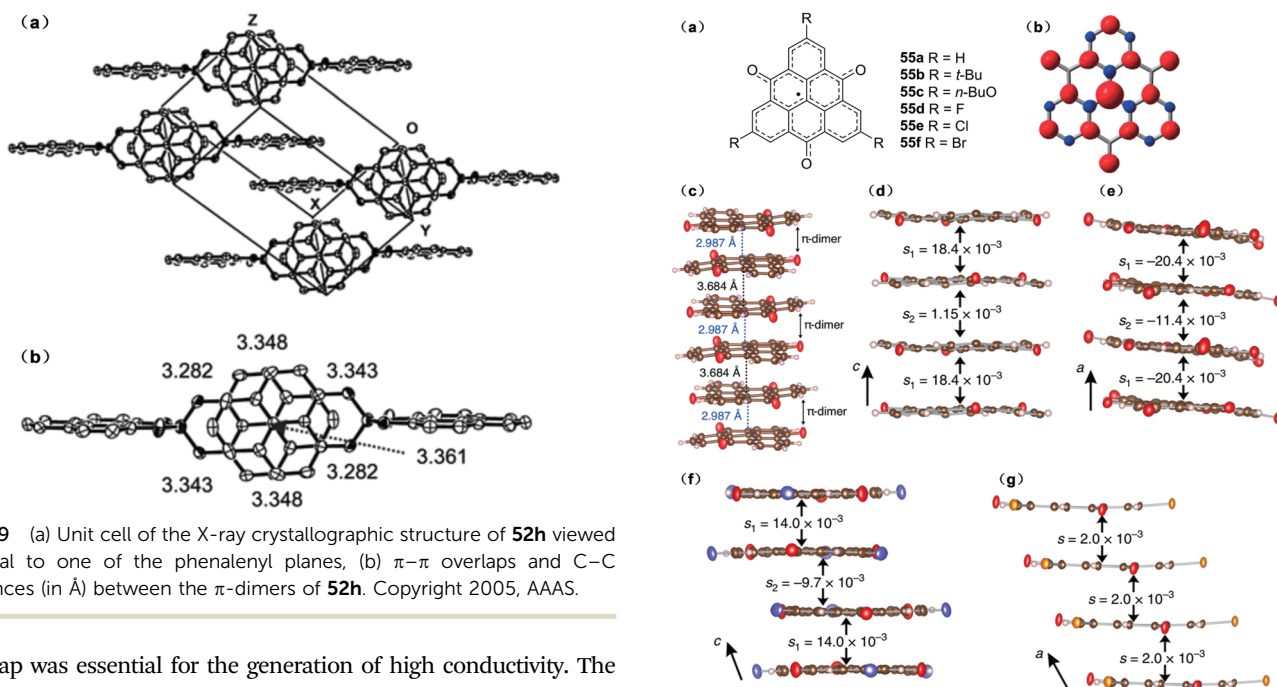 (a)
Z
O
X
Y
(b)
3.348
3.282
3.343
3.361
3.343
3.282
3.348
9 (a) Unit cell of the X-ray crystallographic structure of 52h viewed
al to one of the phenalenyl planes, (b) π–π overlaps and C–C
nces (in Å) between the π-dimers of 52h. Copyright 2005, AAAS.
ap was essential for the generation of high conductivity. The
(a)
R
O
O
R
R
O
55a R = H
55b R = t-Bu
55c R = n-BuO
55d R = F
55e R = Cl
55f R = Br
(b)
(c)
2.987 Å
π-dimer
3.684 Å
2.987 Å
π-dimer
3.684 Å
2.987 Å
π-dimer
(d)
s₁ = 18.4 × 10⁻³
s₂ = 1.15 × 10⁻³
s₁ = 18.4 × 10⁻³
c
(e)
s₁ = −20.4 × 10⁻³
s₂ = −11.4 × 10⁻³
s₁ = −20.4 × 10⁻³
a
(f)
s₁ = 14.0 × 10⁻³
s₂ = −9.7 × 10⁻³
s₁ = 14.0 × 10⁻³
c
(g)
s = 2.0 × 10⁻³
s = 2.0 × 10⁻³
s = 2.0 × 10⁻³
a